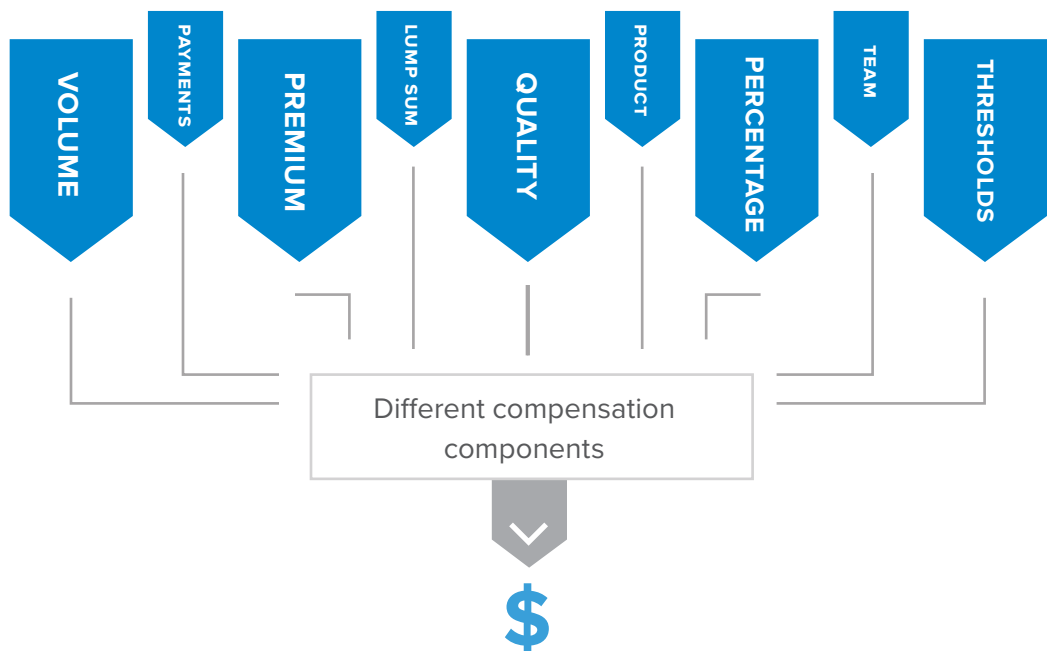 VOLUME
PAYMENTS
PREMIUM
LUMP SUM
QUALITY
PRODUCT
PERCENTAGE
TEAM
THRESHOLDS
Different compensation
components
$